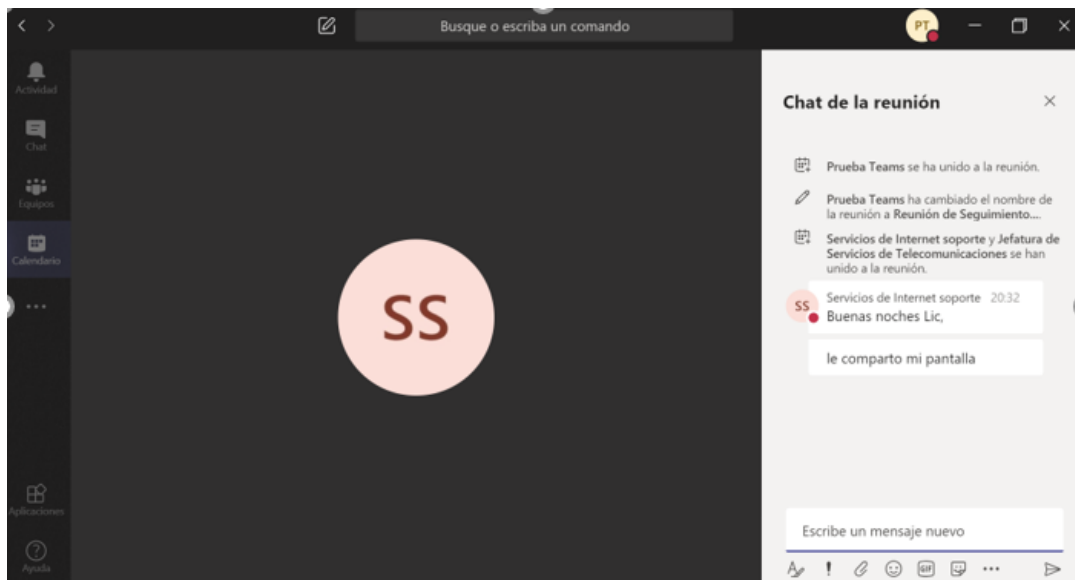 Busque o escriba un comando
PT
Actividad
Chat
Equipos
Calendario
Aplicaciones
Ayuda
SS
Chat de la reunión
Prueba Teams se ha unido a la reunión.
Prueba Teams ha cambiado el nombre de
la reunión a Reunión de Seguimiento....
Servicios de Internet soporte y Jefatura de
Servicios de Telecomunicaciones se han
unido a la reunión.
SS
Servicios de Internet soporte 20:32
Buenas noches Lic,
le comparto mi pantalla
Escribe un mensaje nuevo
GIF